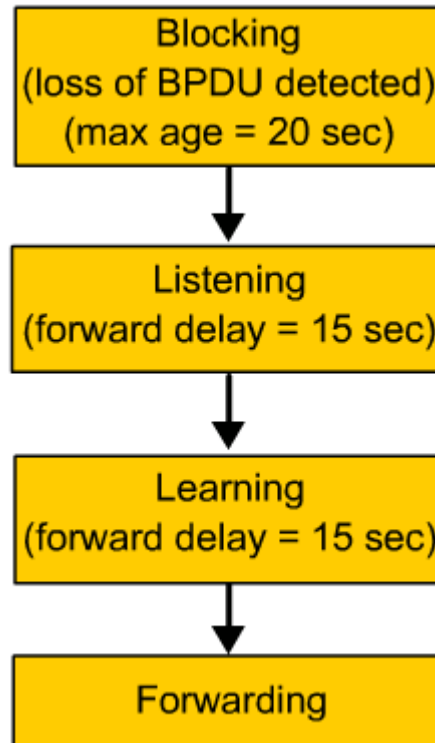 Blocking
(loss of BPDU detected)
(max age = 20 sec)
Listening
(forward delay = 15 sec)
Learning
(forward delay = 15 sec)
Forwarding